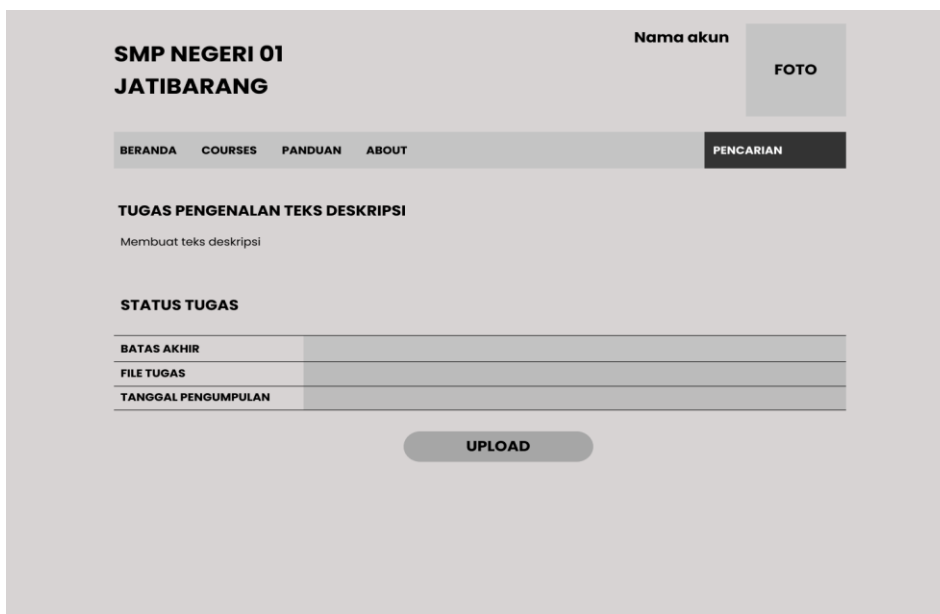 SMP NEGERI 01
JATIBARANG
Nama akun
FOTO
BERANDA COURSES PANDUAN ABOUT PENCARIAN
TUGAS PENGENALAN TEKS DESKRIPSI
Membuat teks deskripsi
STATUS TUGAS
BATAS AKHIR
FILE TUGAS
TANGGAL PENGUMPULAN
UPLOAD